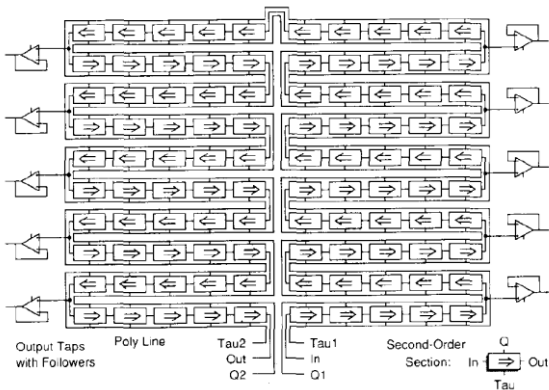 Output Taps
with Followers
Poly Line
Tau2
Out
Q2
Tau1
In
Q1
Second-Order
Section:
Q
In
Out
Tau